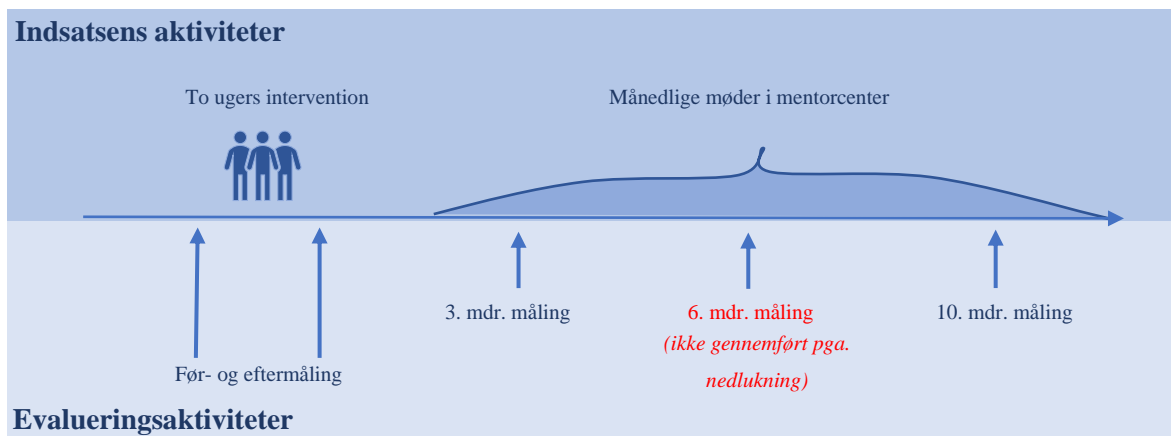 Indsatsens aktiviteter
To ugers intervention
Månedlige møder i mentorcenter
3. mdr. måling
6. mdr. måling
(ikke gennemført pga.
nedlukning)
10. mdr. måling
Før- og eftermåling
Evalueringsaktiviteter